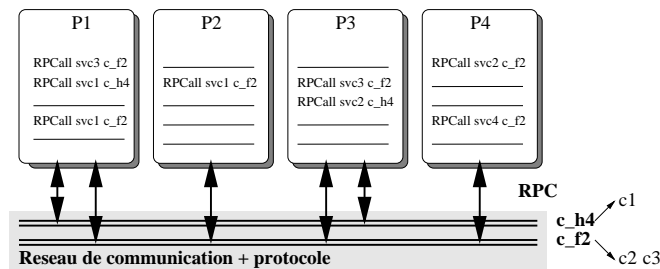 P1
RPCall svc3 c_f2
RPCall svc1 c_h4
RPCall svc1 c_f2
P2
RPCall svc1 c_f2
P3
RPCall svc3 c_f2
RPCall svc2 c_h4
P4
RPCall svc2 c_f2
RPCall svc4 c_f2
RPC
c_h4
c1
c_f2
c2 c3
Reseau de communication + protocole